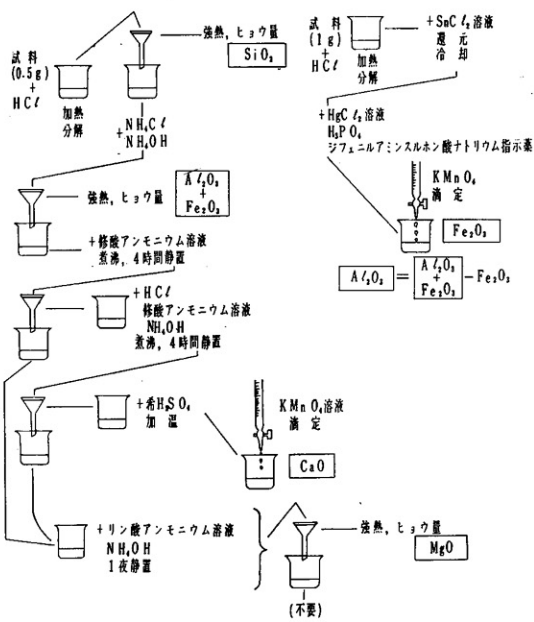 試料
(0.5g)
+
HCl
加熱
分解
強熱,ヒョウ量
SiO₂
+NH₄Cl
NH₄OH
強熱,ヒョウ量
Al₂O₃
+
Fe₂O₃
+蓚酸アンモニウム溶液
煮沸,4時間静置
+HCl
蓚酸アンモニウム溶液
NH₄OH
煮沸,4時間静置
+希H₂SO₄
加温
KMnO₄溶液
滴定
CaO
+リン酸アンモニウム溶液
NH₄OH
1夜静置
強熱,ヒョウ量
MgO
(不要)
試料
(1g)
+
HCl
加熱
分解
+SnCl₂溶液
還元
冷却
+HgCl₂溶液
H₃PO₄
ジフェニルアミンスルホン酸ナトリウム指示薬
KMnO₄
滴定
Fe₂O₃
Al₂O₃ = Al₂O₃ + Fe₂O₃ − Fe₂O₃